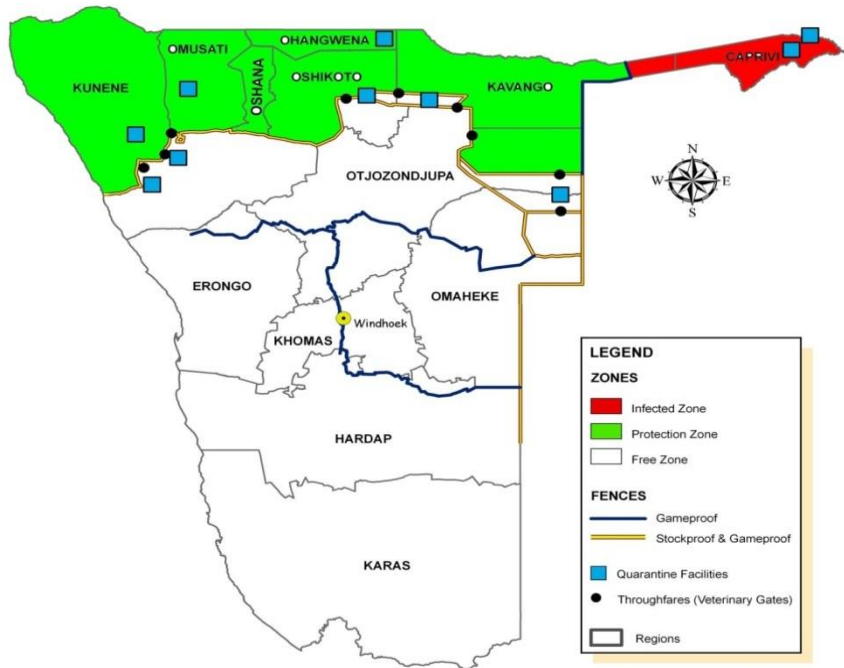 OHANGWENA
OMUSATI
CAPRIVI
OSHIKOTO
KUNENE
OSHANA
KAVANGO
N
W E
S
OTJOZONDJUPA
ERONGO
OMAHEKE
Windhoek
KHOMAS
HARDAP
KARAS
LEGEND
ZONES
Infected Zone
Protection Zone
Free Zone
FENCES
Gameproof
Stockproof & Gameproof
Quarantine Facilities
Throughfares (Veterinary Gates)
Regions